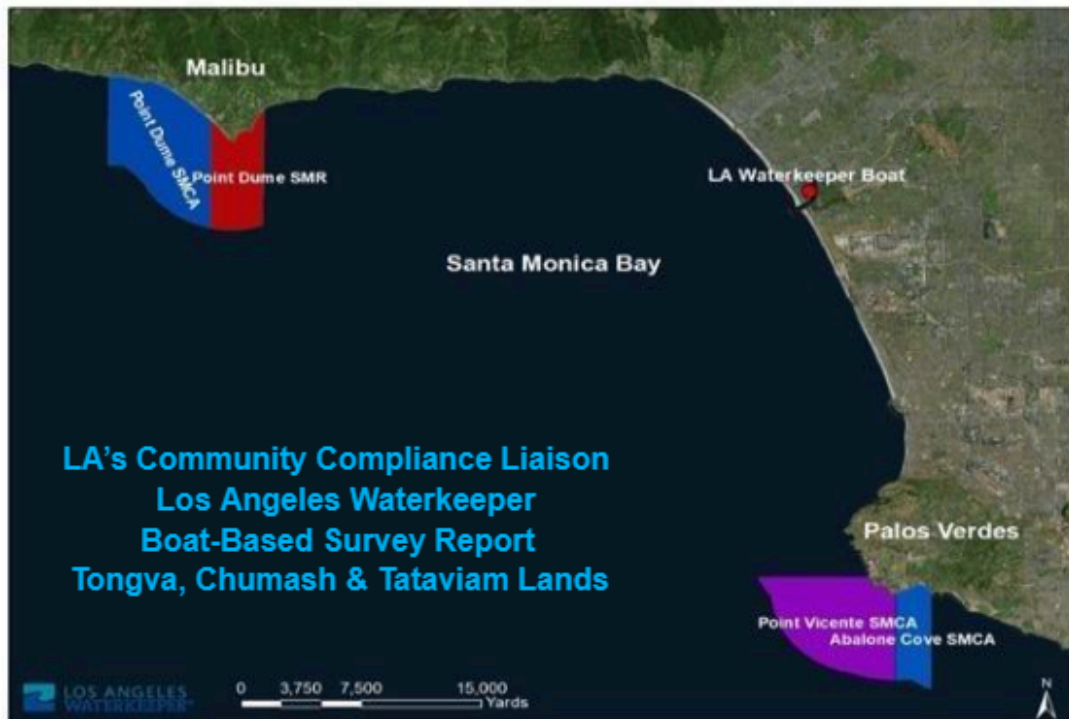 Malibu
Point Dume SMCA
Point Dume SMR
LA Waterkeeper Boat
Santa Monica Bay
LA's Community Compliance Liaison
Los Angeles Waterkeeper
Boat-Based Survey Report
Tongva, Chumash & Tataviam Lands
Palos Verdes
Point Vicente SMCA
Abalone Cove SMCA
LOS ANGELES
WATERKEEPER
0 3,750 7,500 15,000
Yards
N